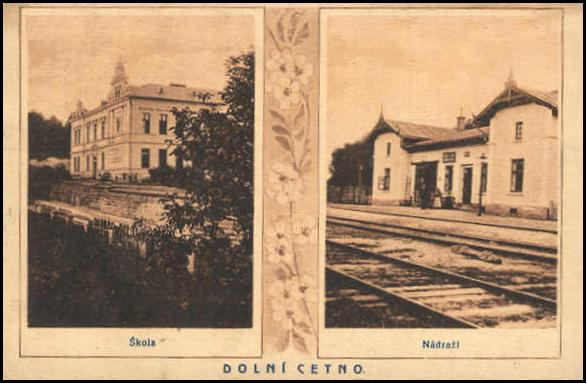 Škola
Nádraží
DOLNÍ CETNO.